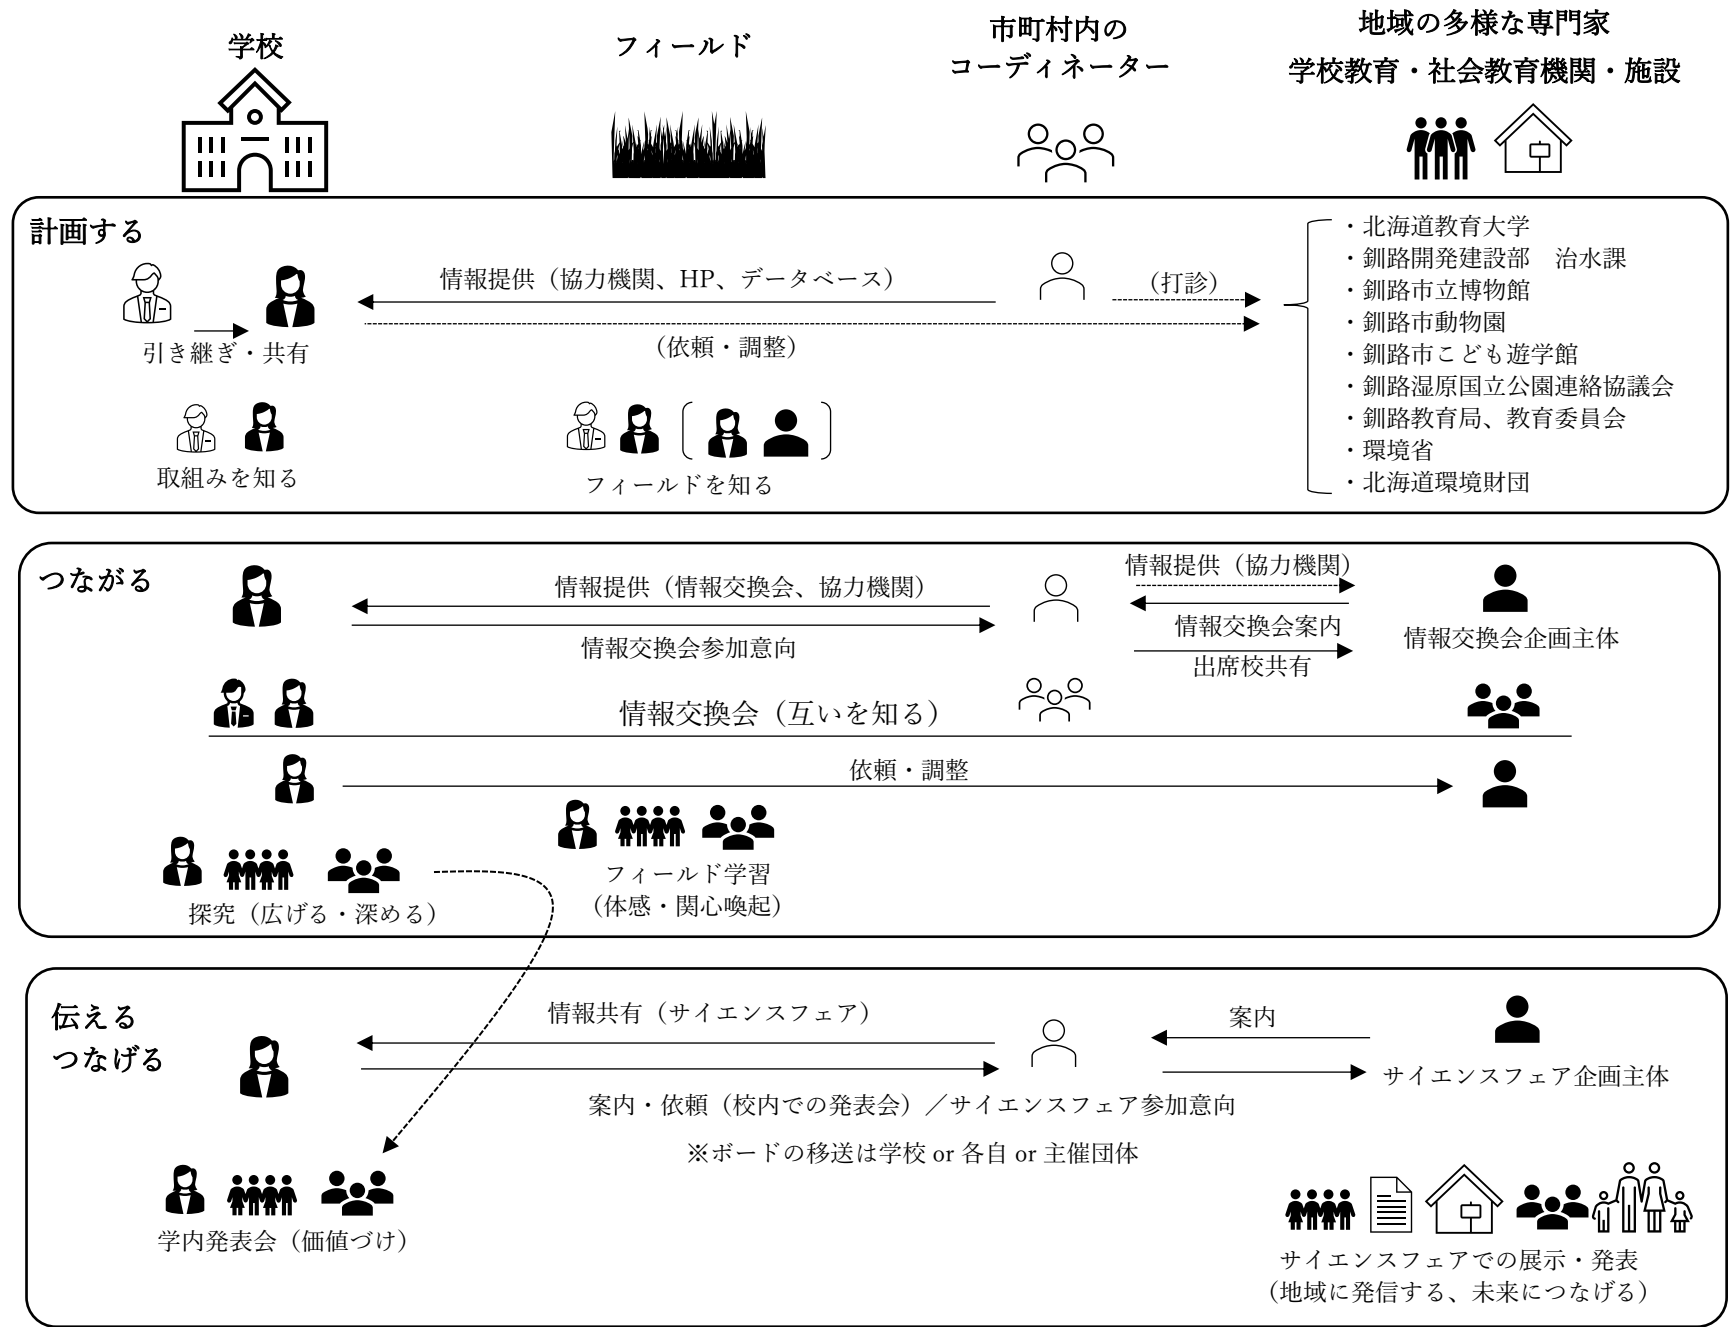 学校
フィールド
市町村内の
コーディネーター
地域の多様な専門家
学校教育・社会教育機関・施設
計画する
情報提供（協力機関、HP、データベース）
（打診）
引き継ぎ・共有
（依頼・調整）
取組みを知る
フィールドを知る
・北海道教育大学
・釧路開発建設部　治水課
・釧路市立博物館
・釧路市動物園
・釧路市こども遊学館
・釧路湿原国立公園連絡協議会
・釧路教育局、教育委員会
・環境省
・北海道環境財団
つながる
情報提供（情報交換会、協力機関）
情報交換会参加意向
情報提供（協力機関）
情報交換会案内
出席校共有
情報交換会企画主体
情報交換会（互いを知る）
依頼・調整
フィールド学習
（体感・関心喚起）
探究（広げる・深める）
伝える
つなげる
情報共有（サイエンスフェア）
案内
サイエンスフェア企画主体
案内・依頼（校内での発表会）／サイエンスフェア参加意向
※ボードの移送は学校 or 各自 or 主催団体
学内発表会（価値づけ）
サイエンスフェアでの展示・発表
（地域に発信する、未来につなげる）